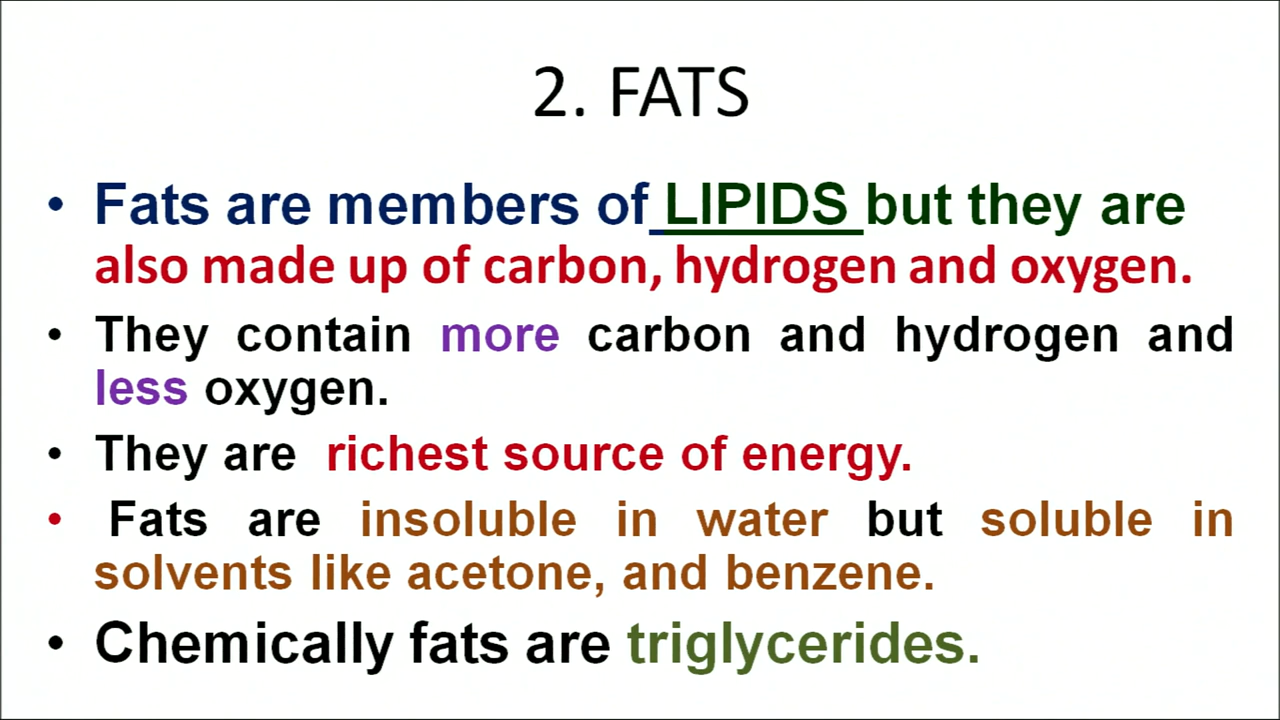 2. FATS
• Fats are members of LIPIDS but they are
also made up of carbon, hydrogen and oxygen.
• They contain more carbon and hydrogen and
less oxygen.
• They are richest source of energy.
• Fats are insoluble in water but soluble in
solvents like acetone, and benzene.
• Chemically fats are triglycerides.